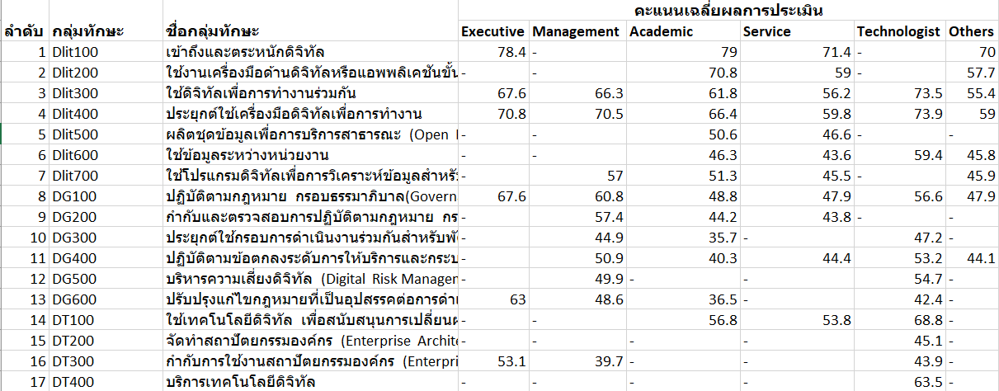 คะแนนเฉลี่ยผลการประเมิน
ลำดับ กลุ่มทักษะ ชื่อกลุ่มทักษะ Executive Management Academic Service Technologist Others
1 Dlit100 เข้าถึงและตระหนักดิจิทัล 78.4 - 79 71.4 - 70
2 Dlit200 ใช้งานเครื่องมือด้านดิจิทัลหรือแอพพลิเคชันขั้น - - 70.8 59 - 57.7
3 Dlit300 ใช้ดิจิทัลเพื่อการทำงานร่วมกัน 67.6 66.3 61.8 56.2 73.5 55.4
4 Dlit400 ประยุกต์ใช้เครื่องมือดิจิทัลเพื่อการทำงาน 70.8 70.5 66.4 59.8 73.9 59
5 Dlit500 ผลิตชุดข้อมูลเพื่อการบริการสาธารณะ (Open - - 50.6 46.6 - -
6 Dlit600 ใช้ข้อมูลระหว่างหน่วยงาน - - 46.3 43.6 59.4 45.8
7 Dlit700 ใช้โปรแกรมดิจิทัลเพื่อการวิเคราะห์ข้อมูลสำหรั - 57 51.3 45.5 - 45.9
8 DG100 ปฏิบัติตามกฎหมาย กรอบธรรมาภิบาล(Governa 67.6 60.8 48.8 47.9 56.6 47.9
9 DG200 กำกับและตรวจสอบการปฏิบัติตามกฎหมาย กร - 57.4 44.2 43.8 - -
10 DG300 ประยุกต์ใช้กรอบการดำเนินงานร่วมกันสำหรับพั - 44.9 35.7 - 47.2 -
11 DG400 ปฏิบัติตามข้อตกลงระดับการให้บริการและกระบ - 50.9 40.3 44.4 53.2 44.1
12 DG500 บริหารความเสี่ยงดิจิทัล (Digital Risk Managen - 49.9 - - 54.7 -
13 DG600 ปรับปรุงแก้ไขกฎหมายที่เป็นอุปสรรคต่อการดำเ 63 48.6 36.5 - 42.4 -
14 DT100 ใช้เทคโนโลยีดิจิทัล เพื่อสนับสนุนการเปลี่ยนผ - - 56.8 53.8 68.8 -
15 DT200 จัดทำสถาปัตยกรรมองค์กร (Enterprise Archite - - - - 45.1 -
16 DT300 กำกับการใช้งานสถาปัตยกรรมองค์กร (Enterpri 53.1 39.7 - - 43.9 -
17 DT400 บริการเทคโนโลยีดิจิทัล - - - - 63.5 -